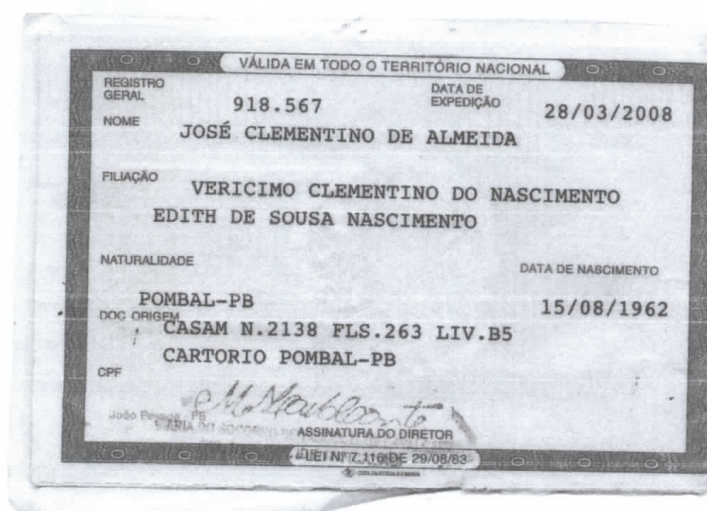 VÁLIDA EM TODO O TERRITÓRIO NACIONAL
REGISTRO GERAL 918.567 DATA DE EXPEDIÇÃO 28/03/2008
NOME JOSÉ CLEMENTINO DE ALMEIDA
FILIAÇÃO VERICIMO CLEMENTINO DO NASCIMENTO
EDITH DE SOUSA NASCIMENTO
NATURALIDADE DATA DE NASCIMENTO
POMBAL-PB 15/08/1962
DOC ORIGEM CASAM N.2138 FLS.263 LIV.B5
CARTORIO POMBAL-PB
CPF
João Pessoa PB
ASSINATURA DO DIRETOR
LEI Nº 7.116 DE 29/08/83